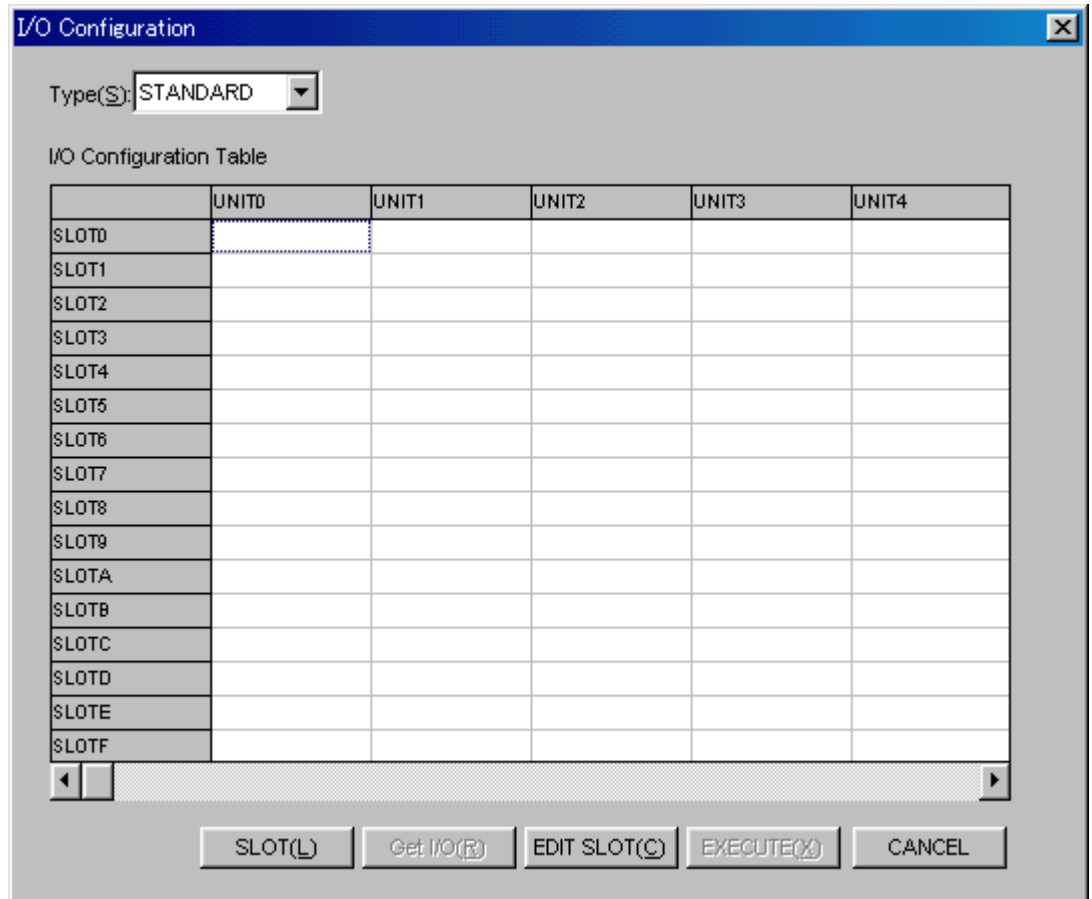 I/O Configuration
Type(S): STANDARD
I/O Configuration Table
UNIT0 UNIT1 UNIT2 UNIT3 UNIT4
SLOT0
SLOT1
SLOT2
SLOT3
SLOT4
SLOT5
SLOT6
SLOT7
SLOT8
SLOT9
SLOTA
SLOTB
SLOTC
SLOTD
SLOTE
SLOTF
SLOT(L) Get I/O(R) EDIT SLOT(C) EXECUTE(X) CANCEL